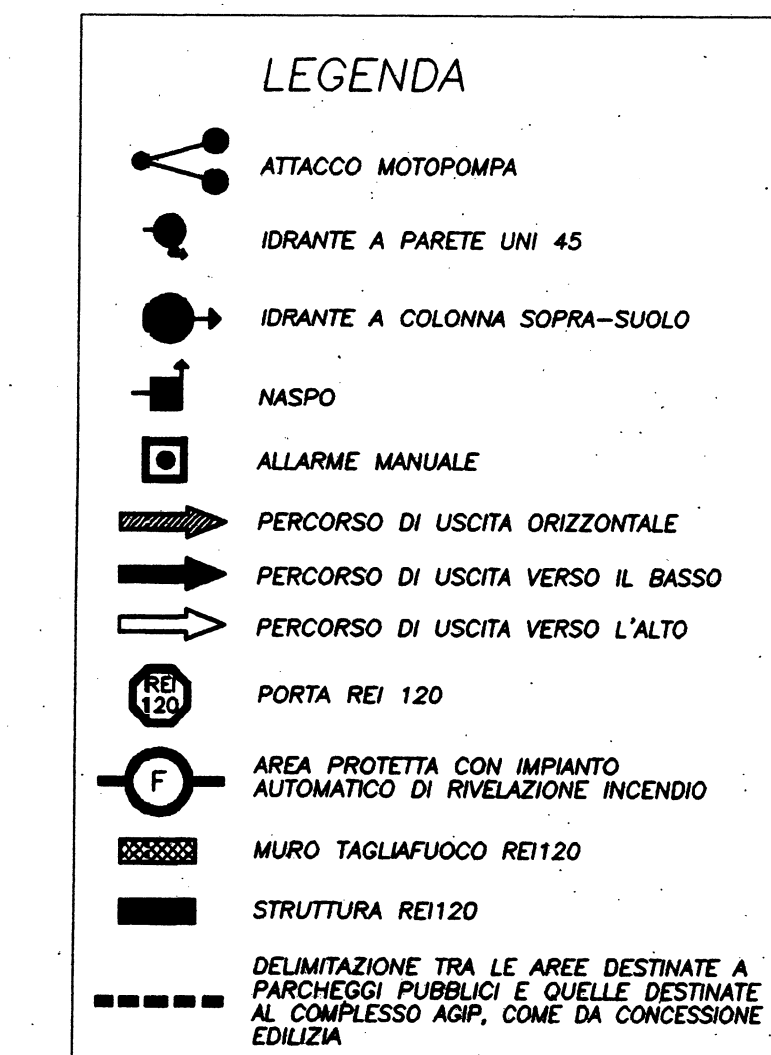 LEGENDA
ATTACCO MOTOPOMPA
IDRANTE A PARETE UNI 45
IDRANTE A COLONNA SOPRA-SUOLO
NASPO
ALLARME MANUALE
PERCORSO DI USCITA ORIZZONTALE
PERCORSO DI USCITA VERSO IL BASSO
PERCORSO DI USCITA VERSO L'ALTO
REI
120
PORTA REI 120
F
AREA PROTETTA CON IMPIANTO
AUTOMATICO DI RIVELAZIONE INCENDIO
MURO TAGLIAFUOCO REI120
STRUTTURA REI120
DELIMITAZIONE TRA LE AREE DESTINATE A
PARCHEGGI PUBBLICI E QUELLE DESTINATE
AL COMPLESSO AGIP, COME DA CONCESSIONE
EDILIZIA